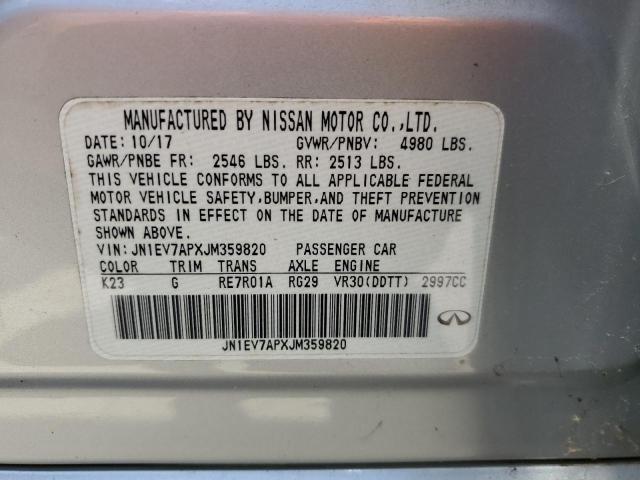 MANUFACTURED BY NISSAN MOTOR CO.,LTD.
DATE: 10/17 GVWR/PNBV: 4980 LBS.
GAWR/PNBE FR: 2546 LBS. RR: 2513 LBS.
THIS VEHICLE CONFORMS TO ALL APPLICABLE FEDERAL
MOTOR VEHICLE SAFETY,BUMPER,AND THEFT PREVENTION
STANDARDS IN EFFECT ON THE DATE OF MANUFACTURE
SHOWN ABOVE.
VIN: JN1EV7APXJM359820 PASSENGER CAR
COLOR TRIM TRANS AXLE ENGINE
K23 G RE7R01A RG29 VR30(DDTT) 2997CC
JN1EV7APXJM359820